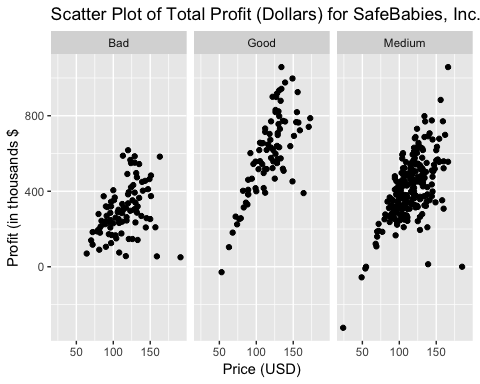 Scatter Plot of Total Profit (Dollars) for SafeBabies, Inc.
Bad Good Medium
Profit (in thousands $
800
400
0
50 100 150 50 100 150 50 100 150
Price (USD)